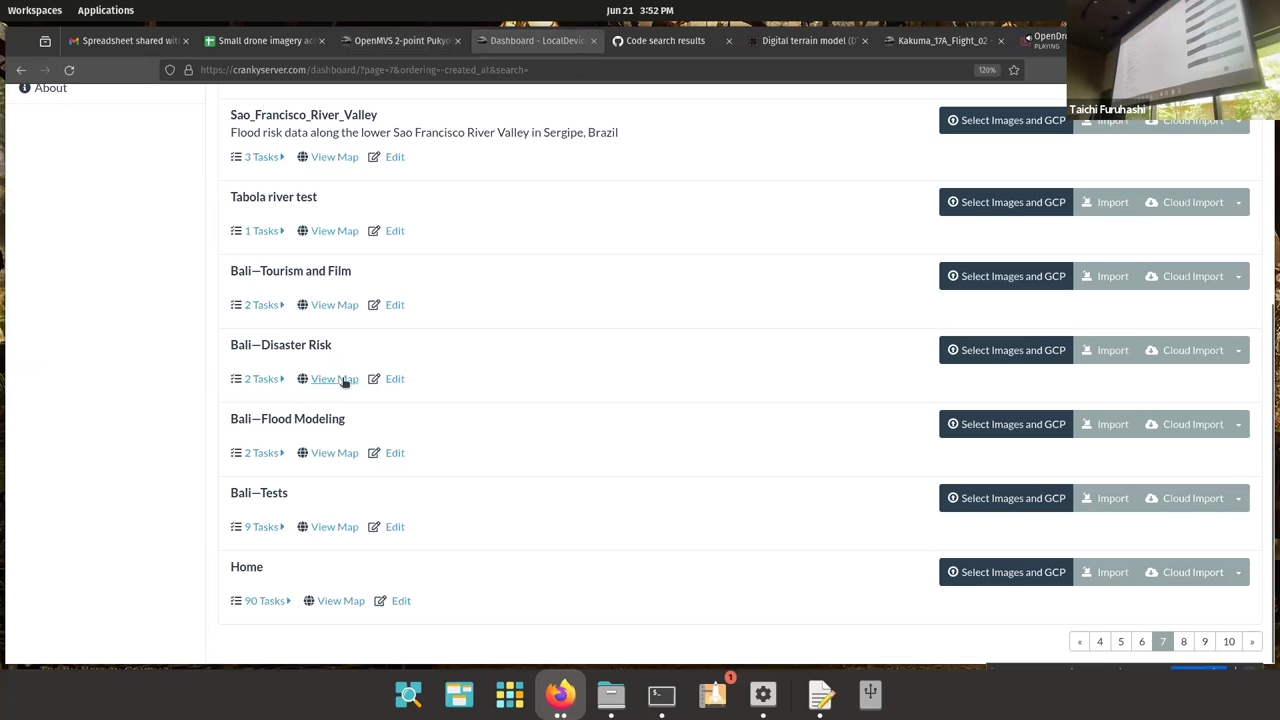 Workspaces Applications Jun 21 3:52 PM
Spreadsheet shared wit Small drone imagery ac OpenMVS 2-point Pukyo Dashboard - LocalDevic Code search results Digital terrain model (DT Kakuma_17A_Flight_02 - OpenDro
PLAYING
https://crankyserver.com/dashboard/?page=7&ordering=-created_at&search= 120%
Taichi Furuhashi
About
Sao_Francisco_River_Valley
Flood risk data along the lower Sao Francisco River Valley in Sergipe, Brazil
Select Images and GCP Import Cloud Import
3 Tasks View Map Edit
Tabola river test
Select Images and GCP Import Cloud Import
1 Tasks View Map Edit
Bali—Tourism and Film
Select Images and GCP Import Cloud Import
2 Tasks View Map Edit
Bali—Disaster Risk
Select Images and GCP Import Cloud Import
2 Tasks View Map Edit
Bali—Flood Modeling
Select Images and GCP Import Cloud Import
2 Tasks View Map Edit
Bali—Tests
Select Images and GCP Import Cloud Import
9 Tasks View Map Edit
Home
Select Images and GCP Import Cloud Import
90 Tasks View Map Edit
« 4 5 6 7 8 9 10 »
1